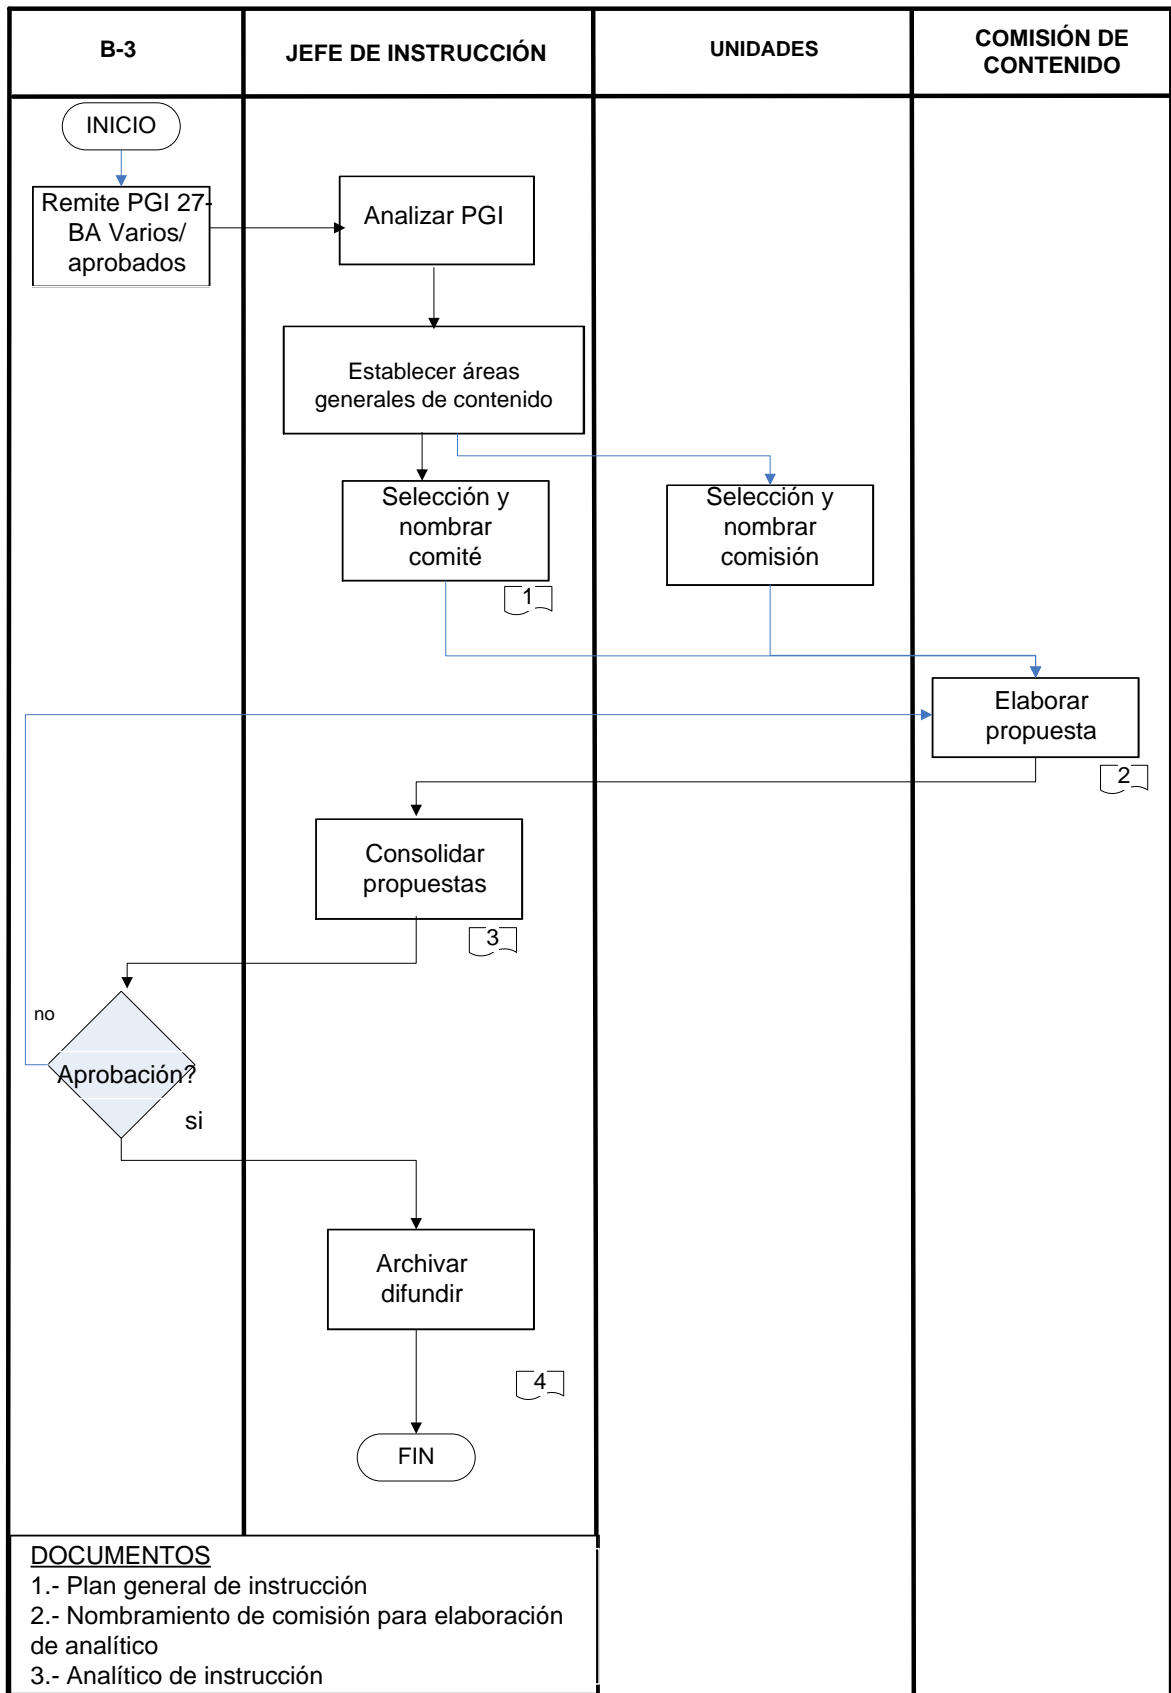 B-3
JEFE DE INSTRUCCIÓN
UNIDADES
COMISIÓN DE
CONTENIDO
INICIO
Remite PGI 27-
BA Varios/
aprobados
Analizar PGI
Establecer áreas
generales de contenido
Selección y
nombrar
comité
1
Selección y
nombrar
comisión
Elaborar
propuesta
2
Consolidar
propuestas
3
no
Aprobación?
si
Archivar
difundir
4
FIN
DOCUMENTOS
1.- Plan general de instrucción
2.- Nombramiento de comisión para elaboración
de analítico
3.- Analítico de instrucción